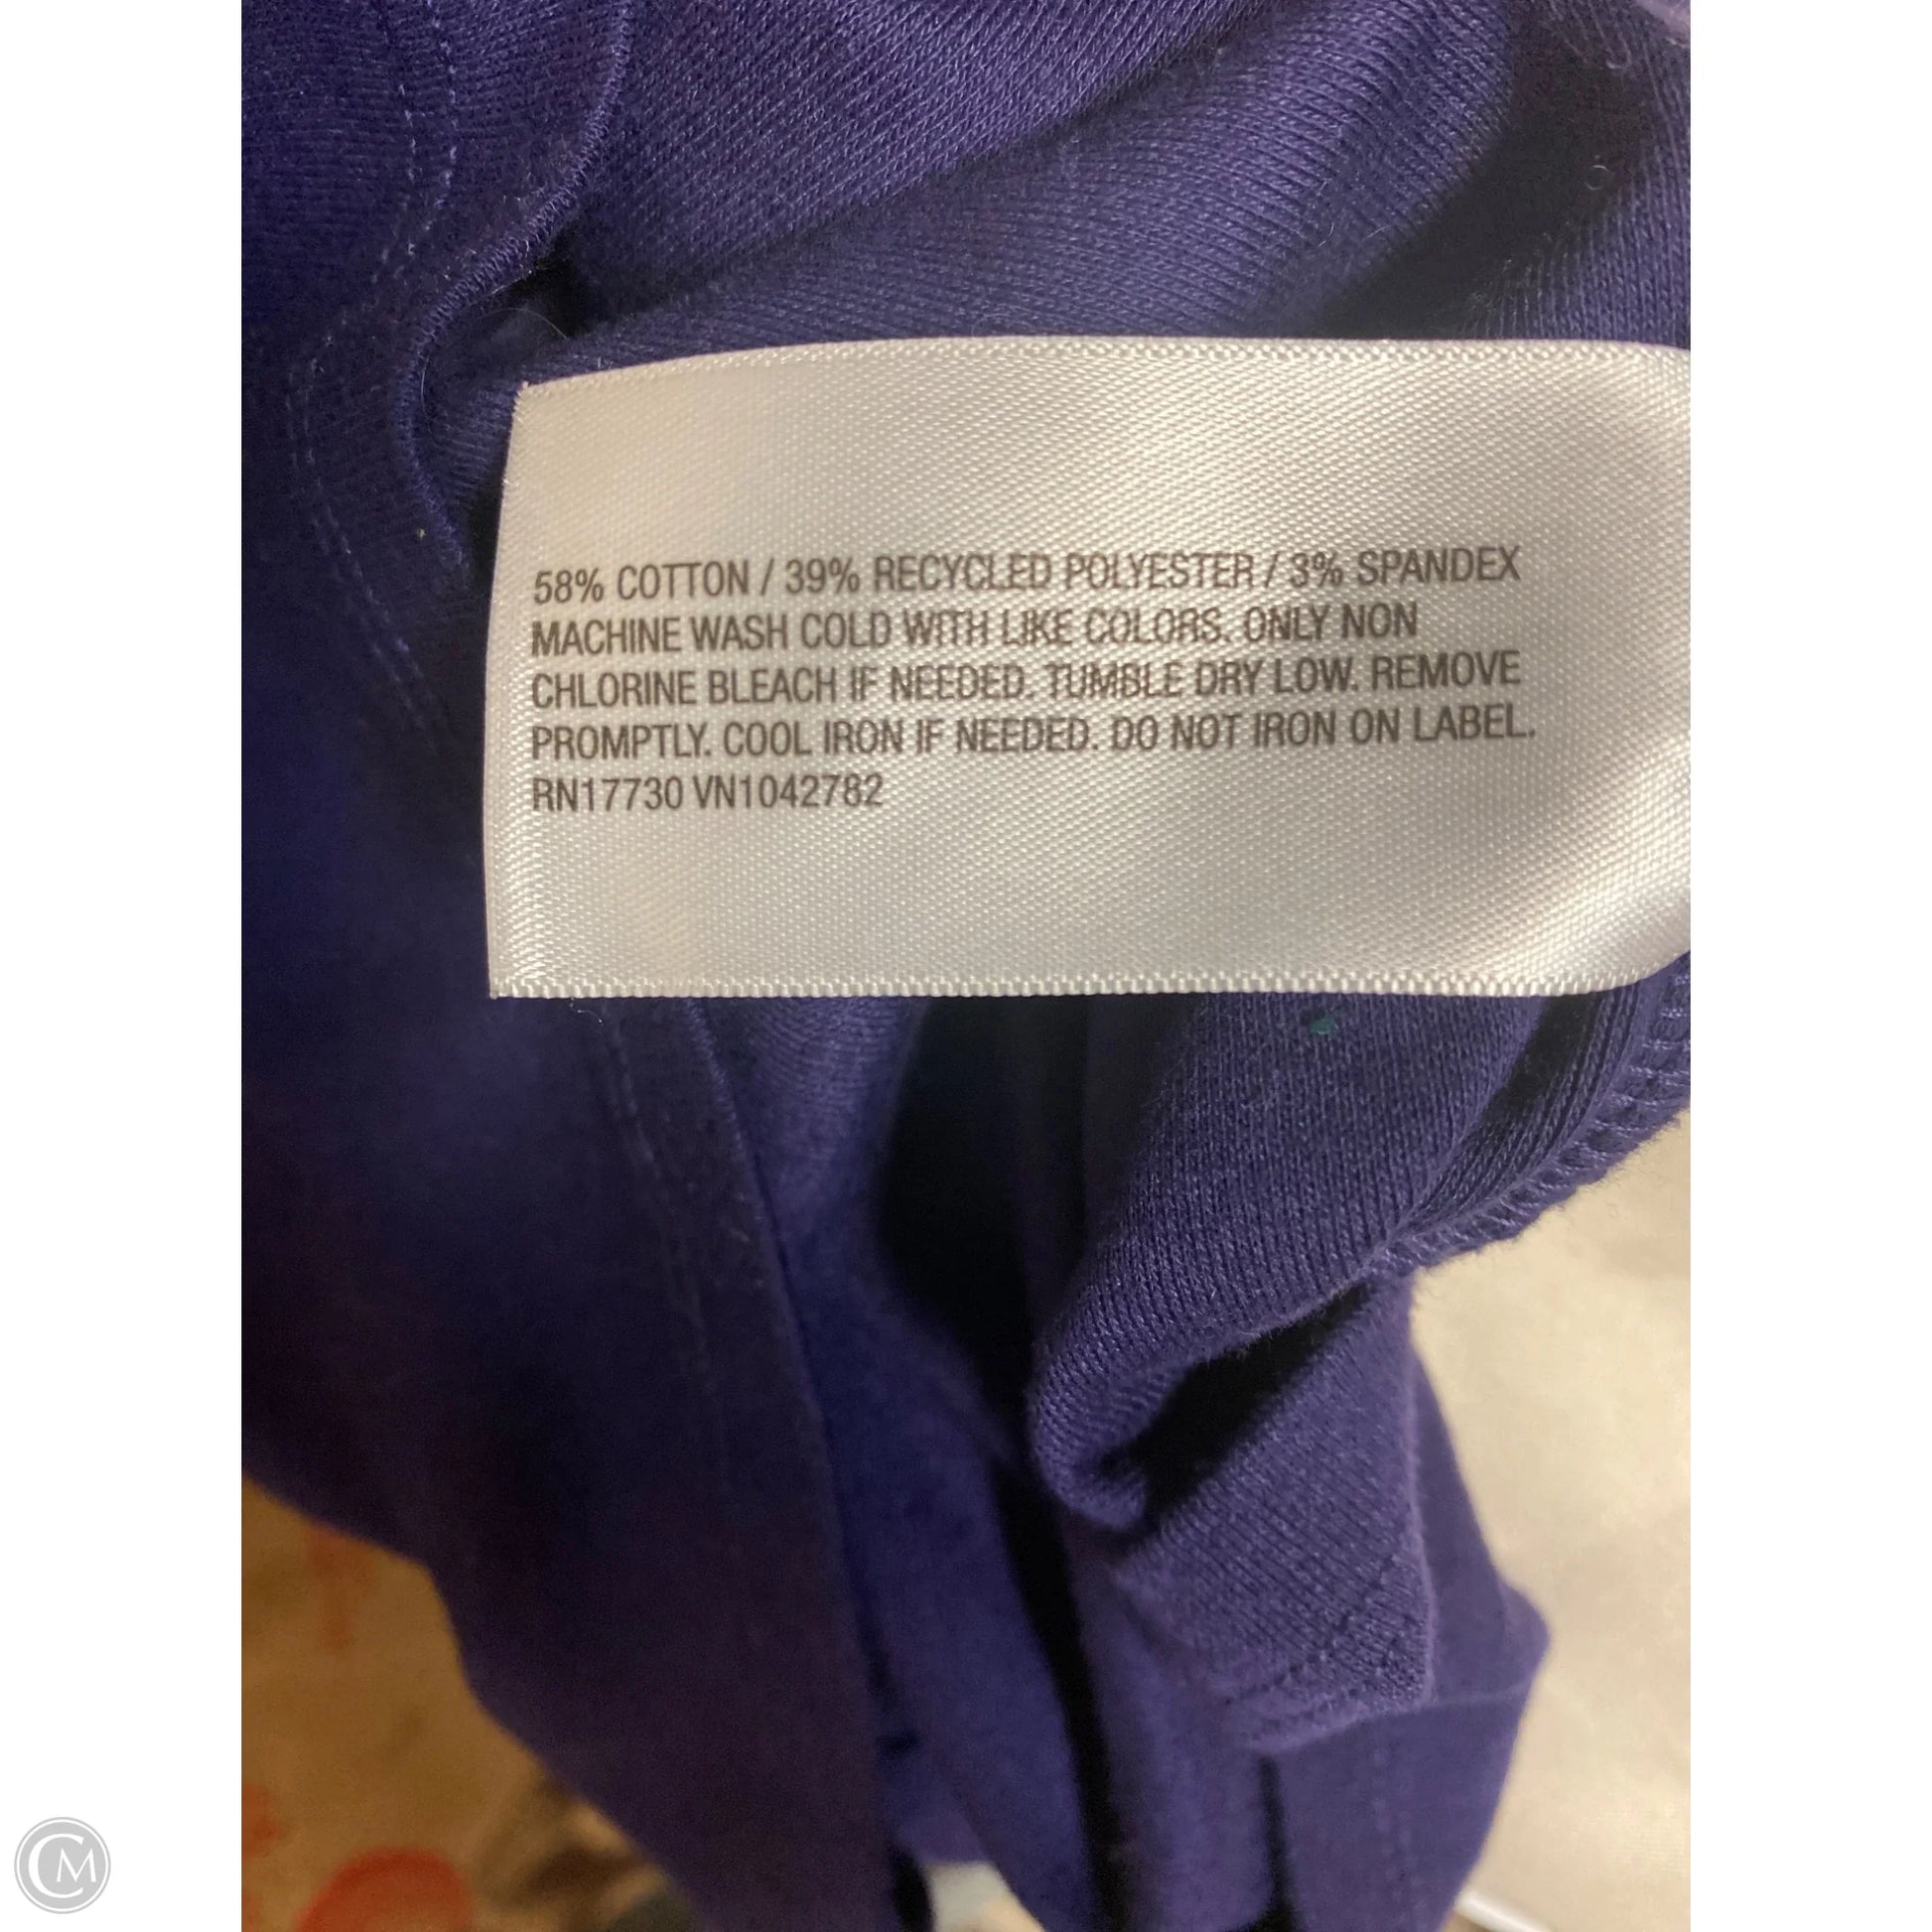 58% COTTON / 39% RECYCLED POLYESTER / 3% SPANDEX
MACHINE WASH COLD WITH LIKE COLORS. ONLY NON
CHLORINE BLEACH IF NEEDED. TUMBLE DRY LOW. REMOVE
PROMPTLY. COOL IRON IF NEEDED. DO NOT IRON ON LABEL.
RN17730 VN1042782
CM